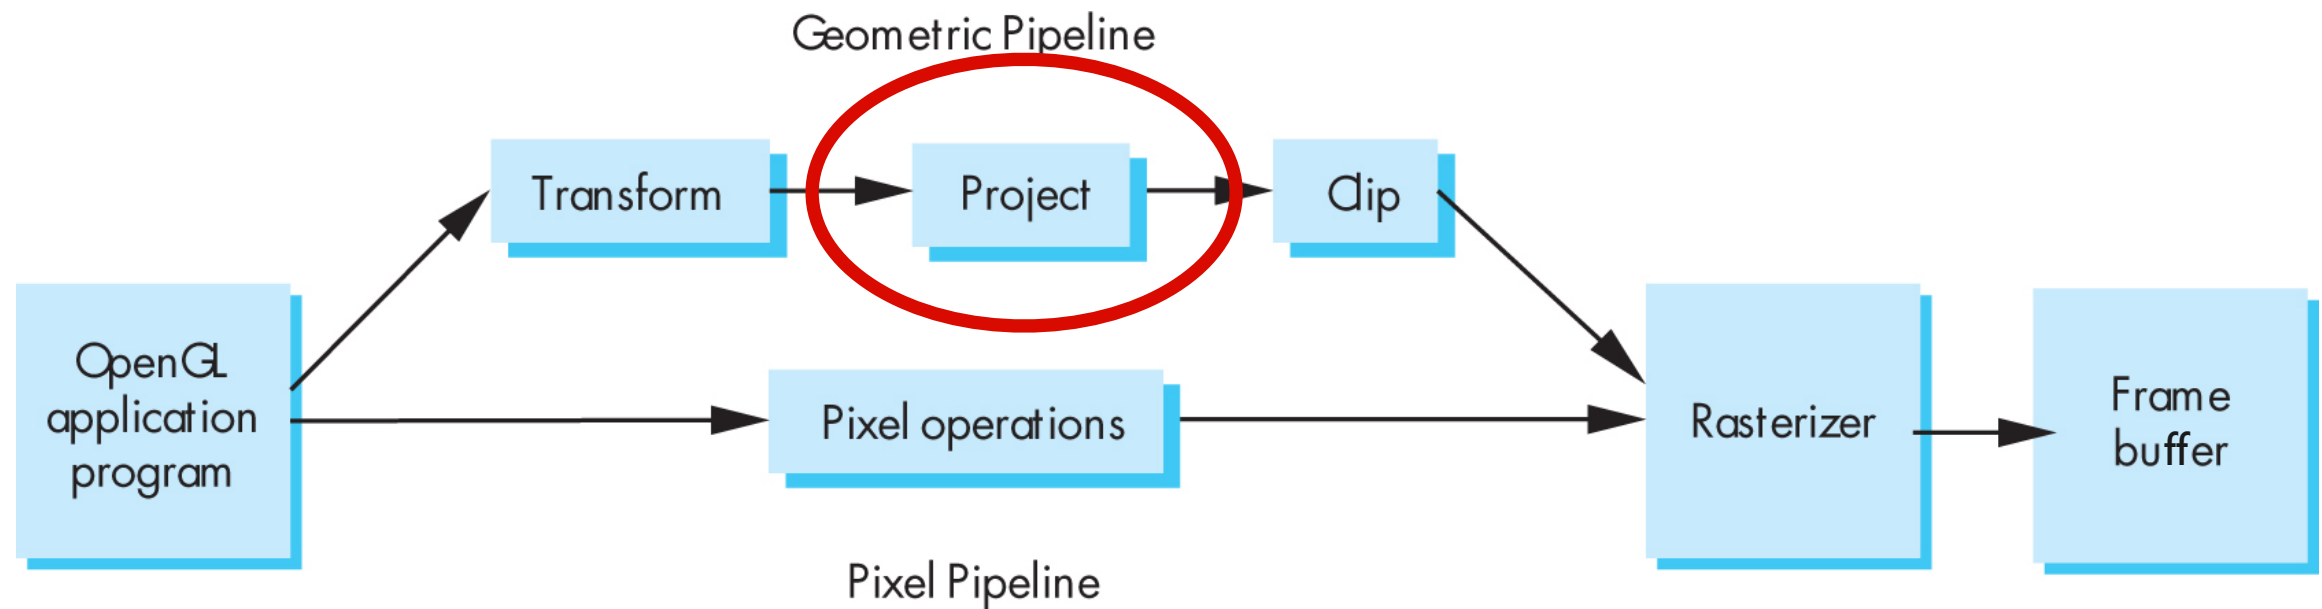 Geometric Pipeline
Transform
Project
Clip
OpenGL
application
program
Pixel operations
Rasterizer
Frame
buffer
Pixel Pipeline